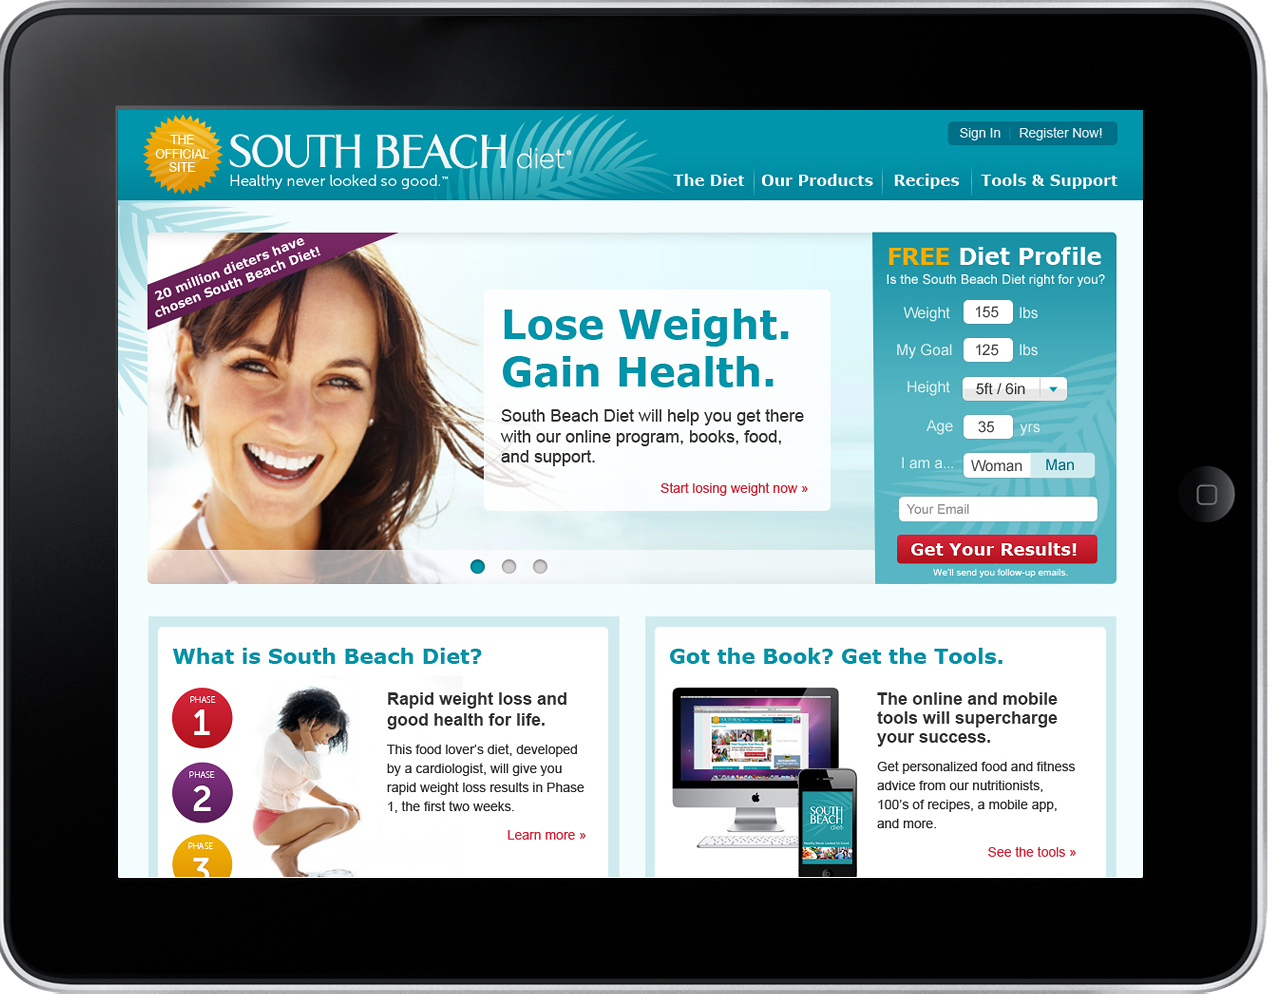 THE
OFFICIAL
SITE
SOUTH BEACH diet®
Healthy never looked so good.™
Sign In
Register Now!
The Diet
Our Products
Recipes
Tools & Support
20 million dieters have
chosen South Beach Diet!
Lose Weight.
Gain Health.
South Beach Diet will help you get there
with our online program, books, food,
and support.
Start losing weight now »
FREE Diet Profile
Is the South Beach Diet right for you?
Weight 155 lbs
My Goal 125 lbs
Height 5ft / 6in
Age 35 yrs
I am a... Woman Man
Your Email
Get Your Results!
We'll send you follow-up emails.
What is South Beach Diet?
PHASE
1
PHASE
2
PHASE
3
Rapid weight loss and
good health for life.
This food lover's diet, developed
by a cardiologist, will give you
rapid weight loss results in Phase
1, the first two weeks.
Learn more »
Got the Book? Get the Tools.
SOUTH BEACH
SOUTH
BEACH
diet
The online and mobile
tools will supercharge
your success.
Get personalized food and fitness
advice from our nutritionists,
100's of recipes, a mobile app,
and more.
See the tools »